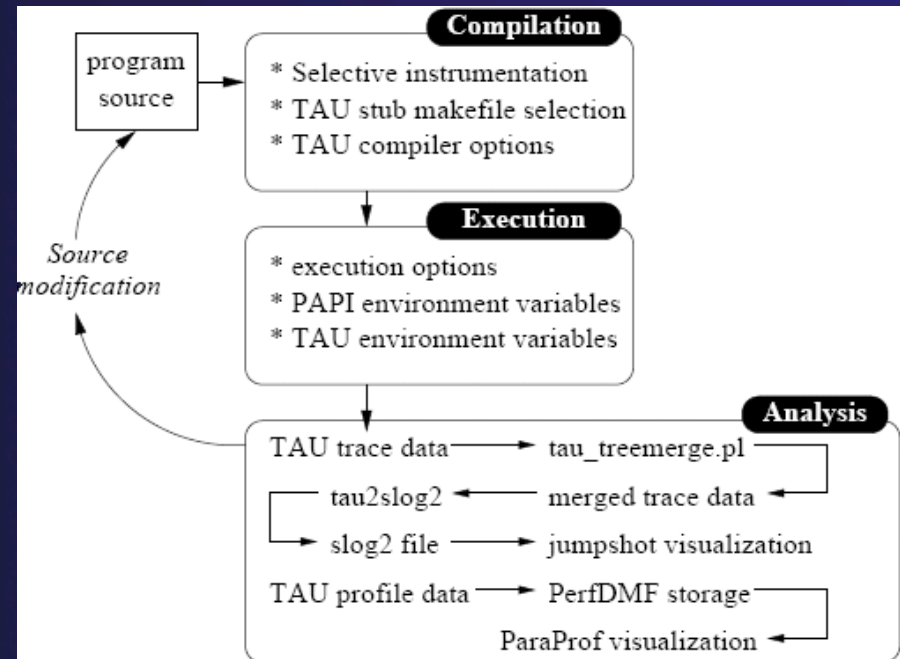 Compilation
program
source
* Selective instrumentation
* TAU stub makefile selection
* TAU compiler options
Execution
Source
modification
* execution options
* PAPI environment variables
* TAU environment variables
Analysis
TAU trace data tau_treemerge.pl
tau2slog2 merged trace data
slog2 file jumpshot visualization
TAU profile data PerfDMF storage
ParaProf visualization